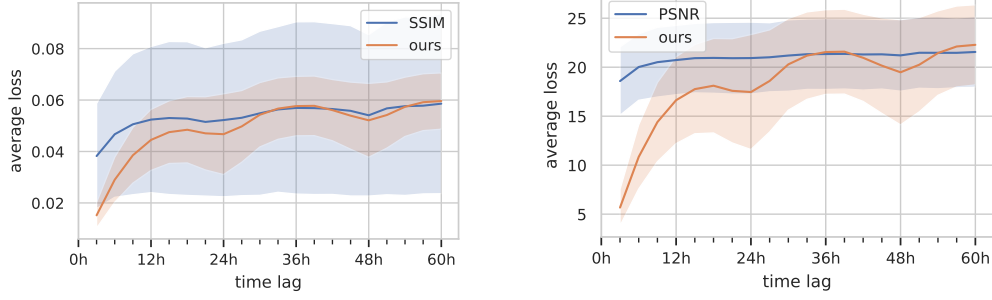 SSIM
ours
average loss
0.08
0.06
0.04
0.02
0h
12h
24h
36h
48h
60h
time lag
PSNR
ours
average loss
25
20
15
10
5
0h
12h
24h
36h
48h
60h
time lag